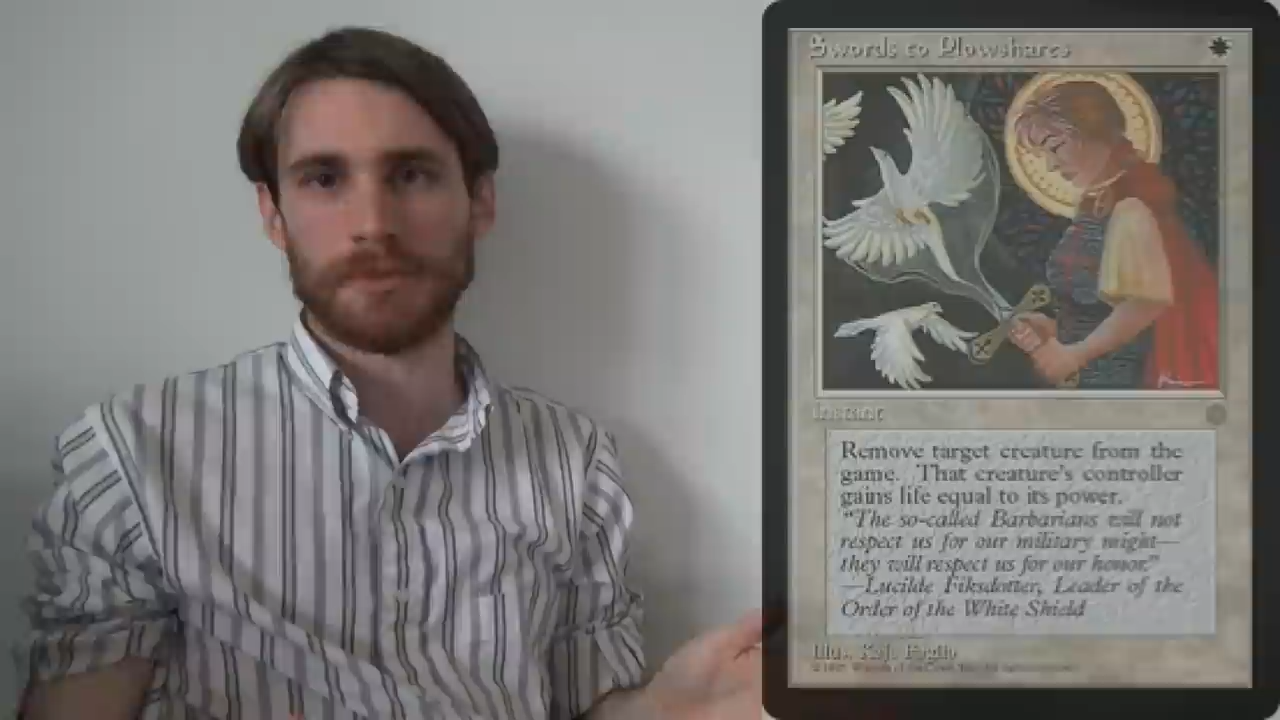 Swords to Plowshares
Instant
Remove target creature from the
game. That creature's controller
gains life equal to its power.
"The so-called Barbarians will not
respect us for our military might—
they will respect us for our honor."
—Lucilde Fiksdotter, Leader of the
Order of the White Shield
Illus. Kaja Foglio